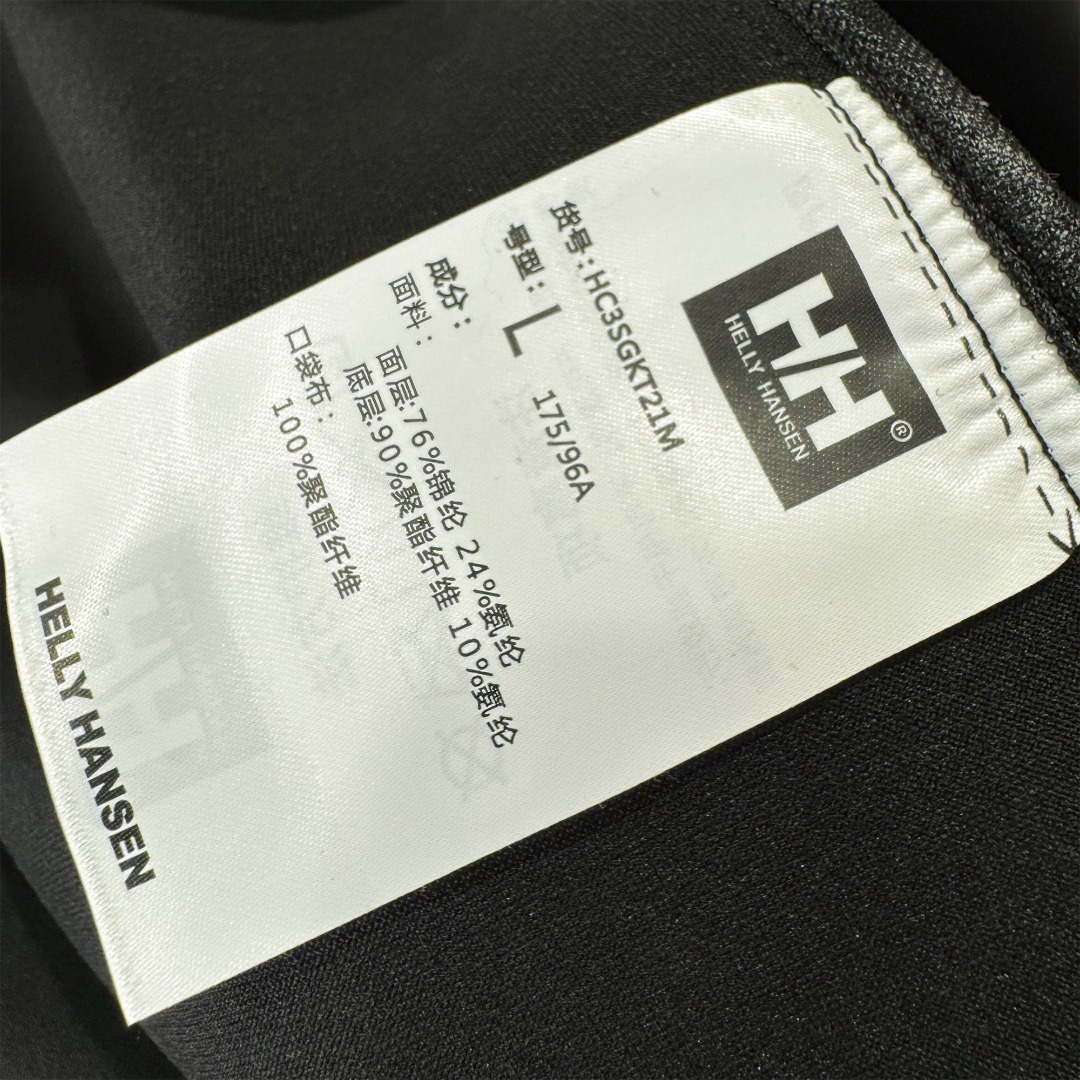 HH®
HELLY HANSEN
货号:HC3SGKT21M
号型: L 175/96A
成分:
面料: 面层:76%锦纶 24%氨纶
底层:90%聚酯纤维 10%氨纶
口袋布:
100%聚酯纤维
HELLY HANSEN